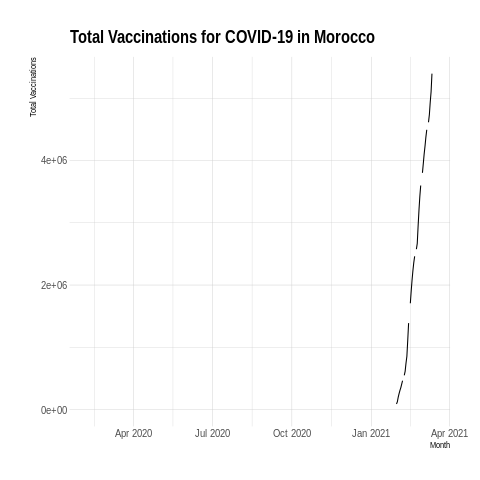 Total Vaccinations for COVID-19 in Morocco
Total Vaccinations
4e+06
2e+06
0e+00
Apr 2020 Jul 2020 Oct 2020 Jan 2021 Apr 2021
Month